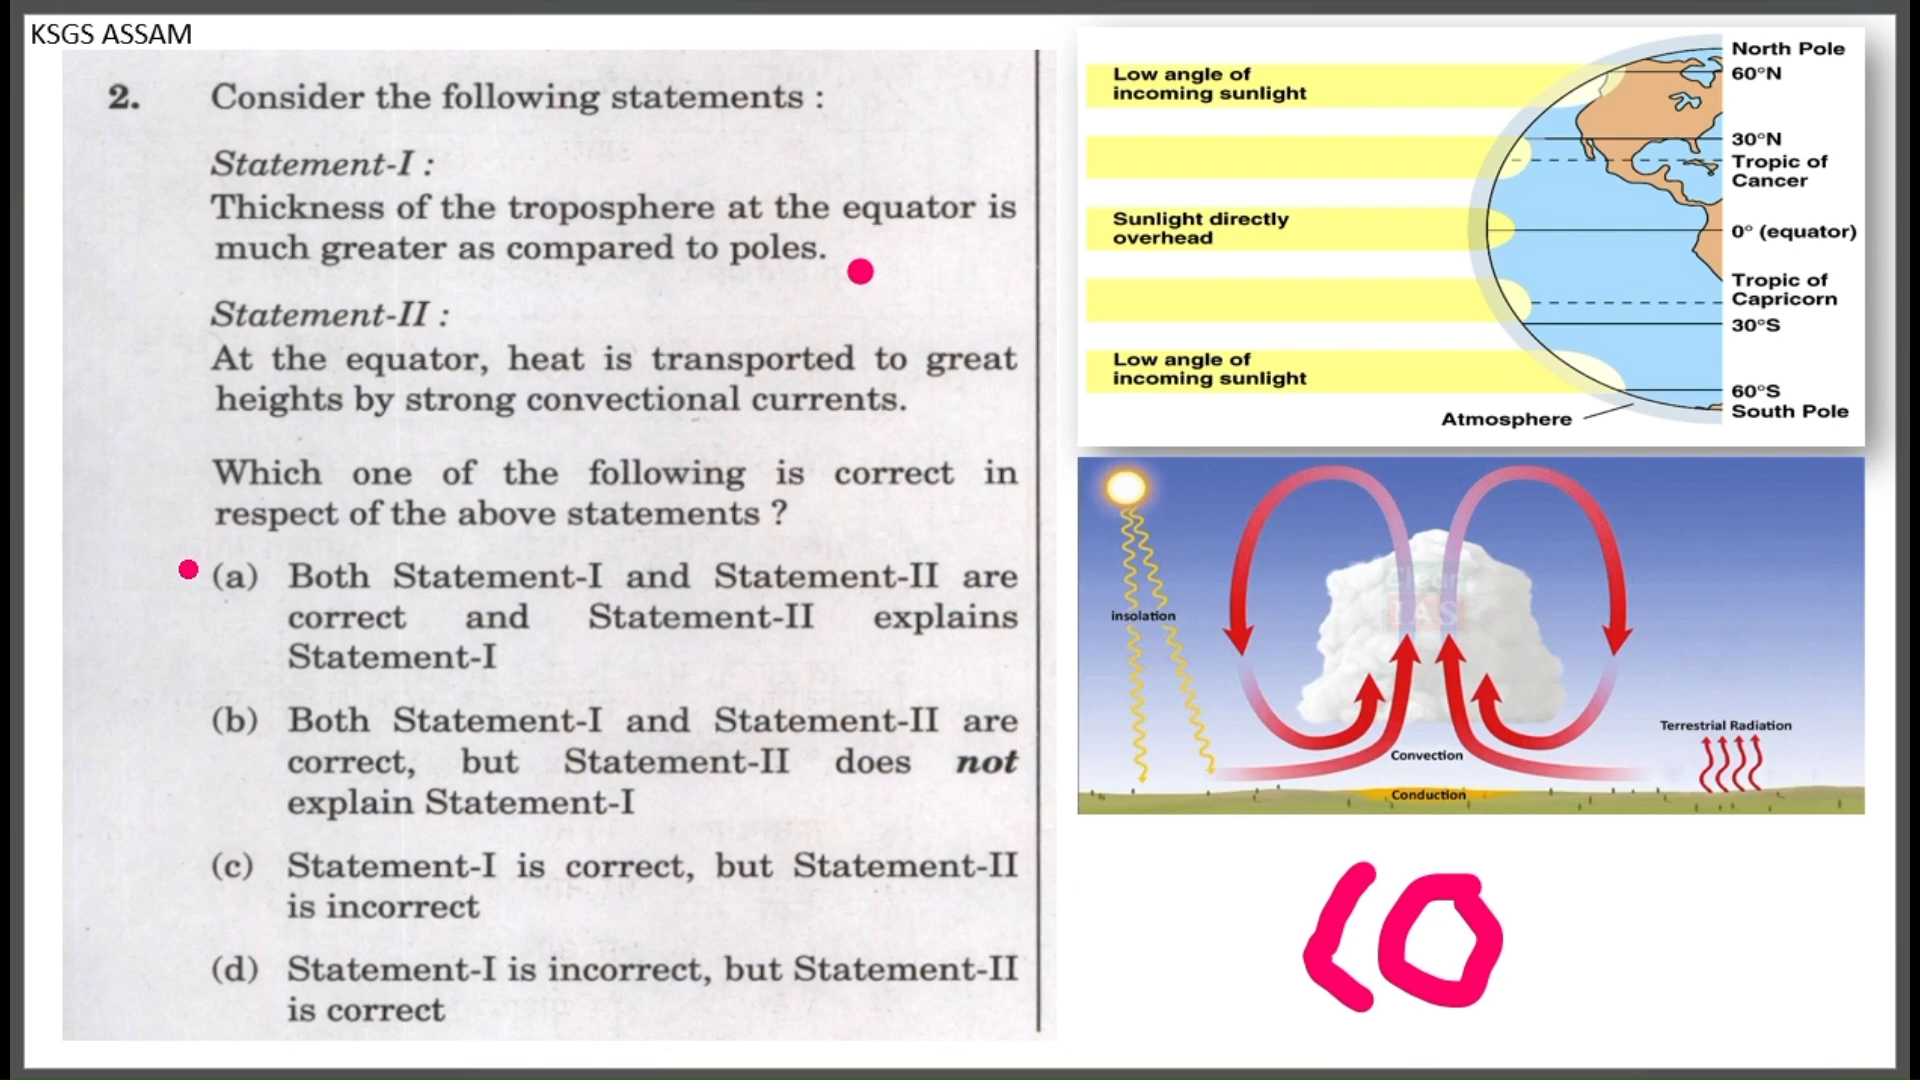 KSGS ASSAM
2. Consider the following statements :
Statement-I :
Thickness of the troposphere at the equator is
much greater as compared to poles.
Statement-II :
At the equator, heat is transported to great
heights by strong convectional currents.
Which one of the following is correct in
respect of the above statements ?
(a) Both Statement-I and Statement-II are
correct and Statement-II explains
Statement-I
(b) Both Statement-I and Statement-II are
correct, but Statement-II does not
explain Statement-I
(c) Statement-I is correct, but Statement-II
is incorrect
(d) Statement-I is incorrect, but Statement-II
is correct
Low angle of
incoming sunlight
Sunlight directly
overhead
Low angle of
incoming sunlight
Atmosphere
North Pole
60°N
30°N
Tropic of
Cancer
0° (equator)
Tropic of
Capricorn
30°S
60°S
South Pole
Clear
IAS
insolation
Terrestrial Radiation
Convection
Conduction